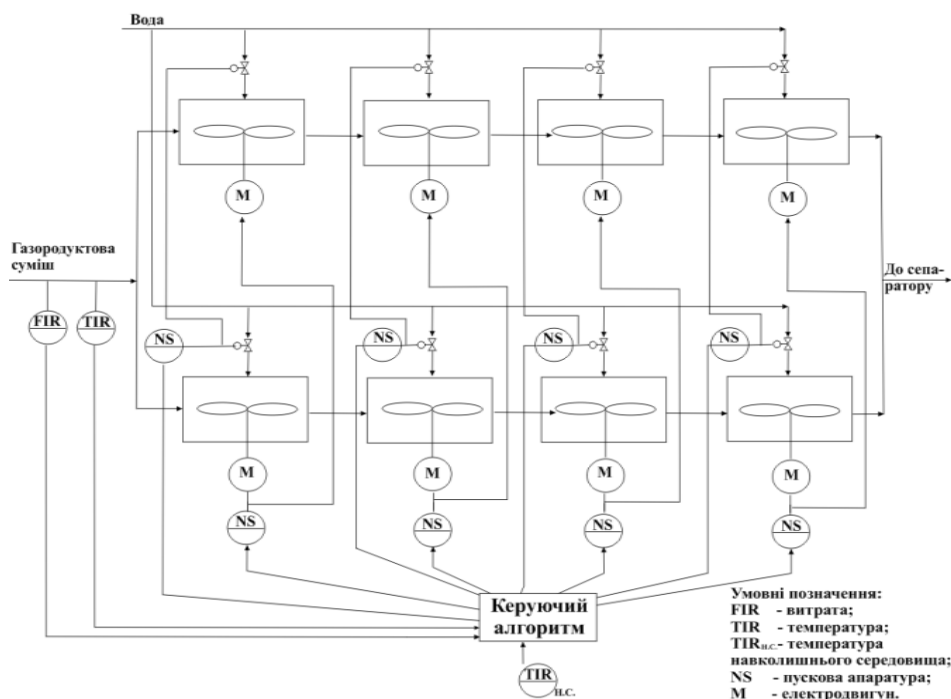 Вода
M
M
M
M
Газородуктова
суміш
До сепа-
ратору
FIR
TIR
NS
NS
NS
NS
M
M
M
M
NS
NS
NS
NS
Керуючий
алгоритм
TIR
Н.С.
Умовні позначення:
FIR - витрата;
TIR - температура;
TIRН.С.- температура
навколишнього середовища;
NS - пускова апаратура;
M - електродвигун.